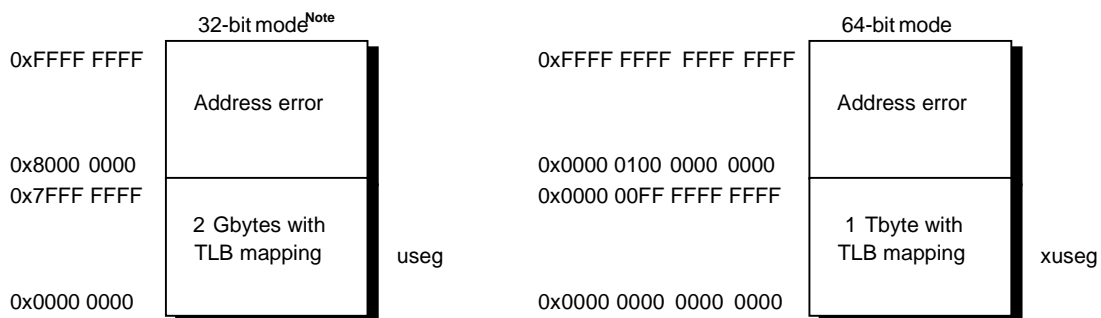 32-bit mode Note
0xFFFF FFFF
Address error
0x8000 0000
0x7FFF FFFF
2 Gbytes with
TLB mapping
useg
0x0000 0000
64-bit mode
0xFFFF FFFF FFFF FFFF
Address error
0x0000 0100 0000 0000
0x0000 00FF FFFF FFFF
1 Tbyte with
TLB mapping
xuseg
0x0000 0000 0000 0000